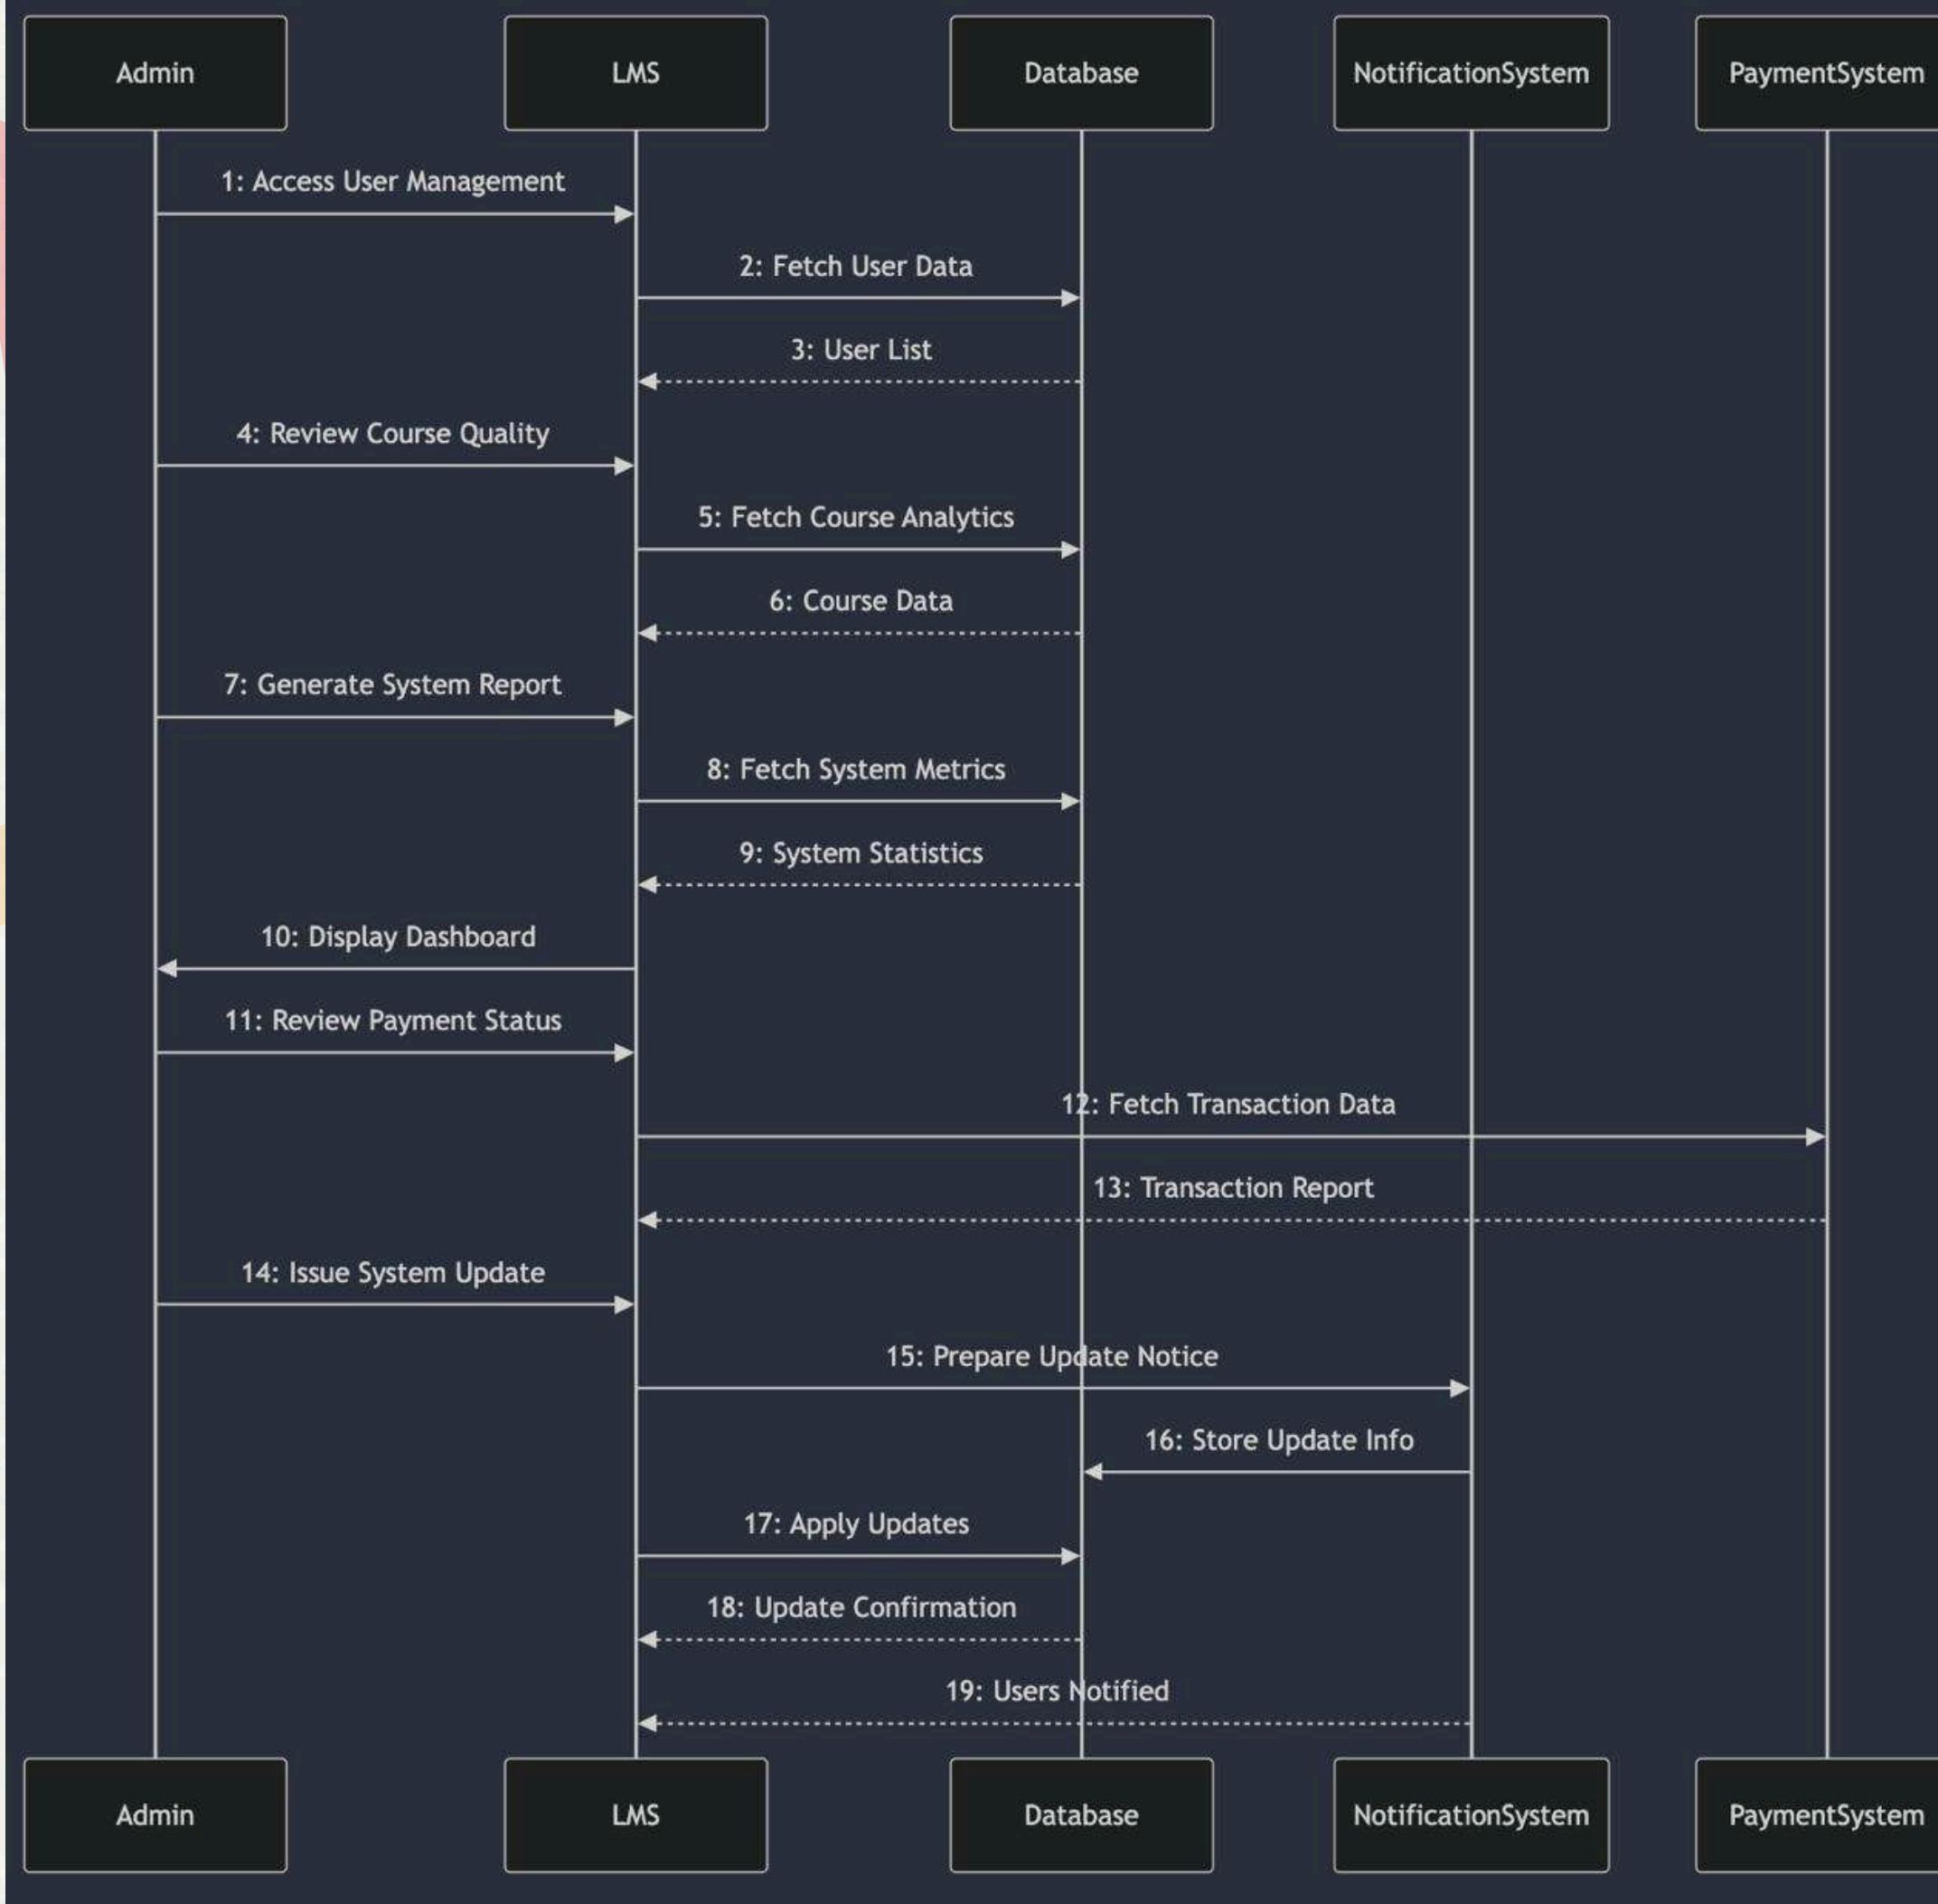 Admin
LMS
Database
NotificationSystem
PaymentSystem
1: Access User Management
2: Fetch User Data
3: User List
4: Review Course Quality
5: Fetch Course Analytics
6: Course Data
7: Generate System Report
8: Fetch System Metrics
9: System Statistics
10: Display Dashboard
11: Review Payment Status
12: Fetch Transaction Data
13: Transaction Report
14: Issue System Update
15: Prepare Update Notice
16: Store Update Info
17: Apply Updates
18: Update Confirmation
19: Users Notified
Admin
LMS
Database
NotificationSystem
PaymentSystem